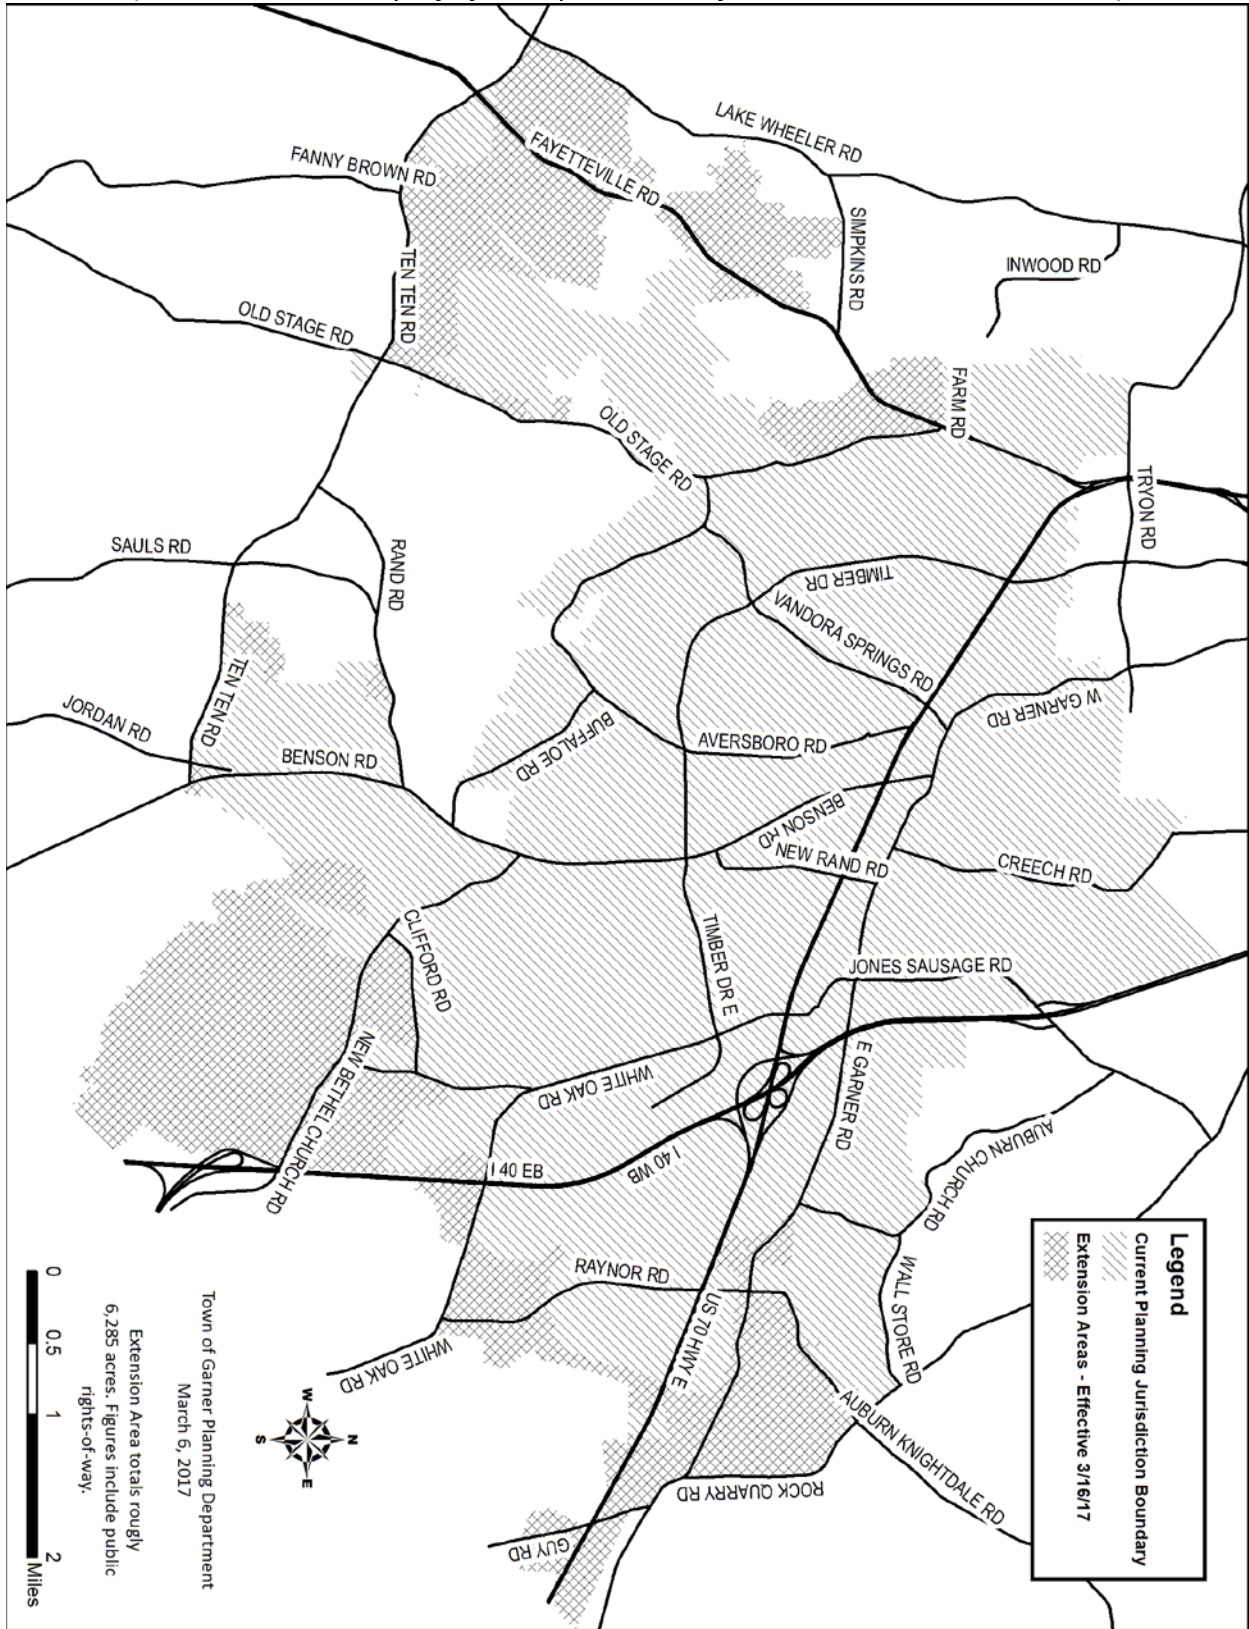 LAKE WHEELER RD
FAYETTEVILLE RD
FANNY BROWN RD
SIMPKINS RD
INWOOD RD
TEN TEN RD
OLD STAGE RD
FARM RD
OLD STAGE RD
TRYON RD
SAULS RD
RAND RD
TIMBER DR
VANDORA SPRINGS RD
TEN TEN RD
W GARNER RD
JORDAN RD
BUFFALOE RD
AVERSBORO RD
BENSON RD
BENSON RD
NEW RAND RD
CREECH RD
CLIFFORD RD
TIMBER DR E
JONES SAUSAGE RD
NEW BETHEL CHURCH RD
WHITE OAK RD
E GARNER RD
I 40 EB
I 40 WB
AUBURN CHURCH RD
RAYNOR RD
WALL STORE RD
US 70 HWY E
WHITE OAK RD
AUBURN KNIGHTDALE RD
ROCK QUARRY RD
GUY RD
Legend
Current Planning Jurisdiction Boundary
Extension Areas - Effective 3/16/17
N
W
E
S
Town of Garner Planning Department
March 6, 2017
Extension Area totals rougly
6,285 acres. Figures include public
rights-of-way.
0 0.5 1 2
Miles